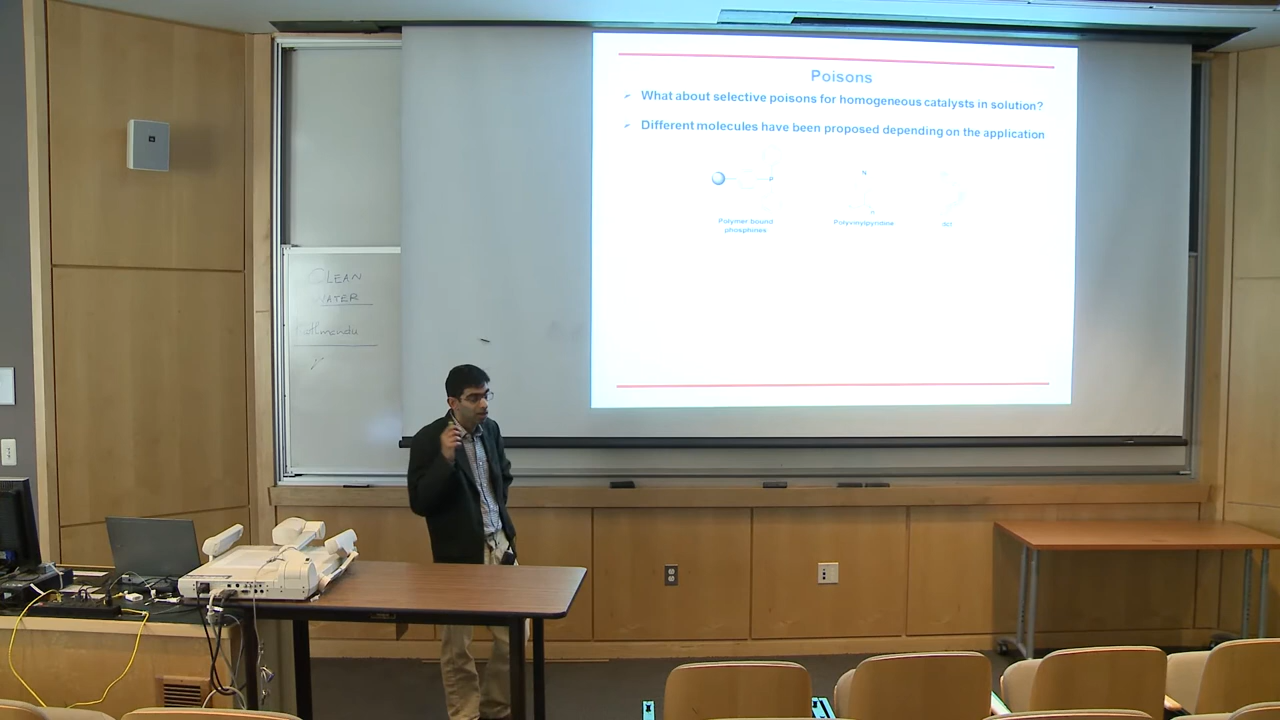 Poisons
What about selective poisons for homogeneous catalysts in solution?
Different molecules have been proposed depending on the application
Polymer bound
phosphines
Polyvinylpyridine
dct
CLEAN
WATER